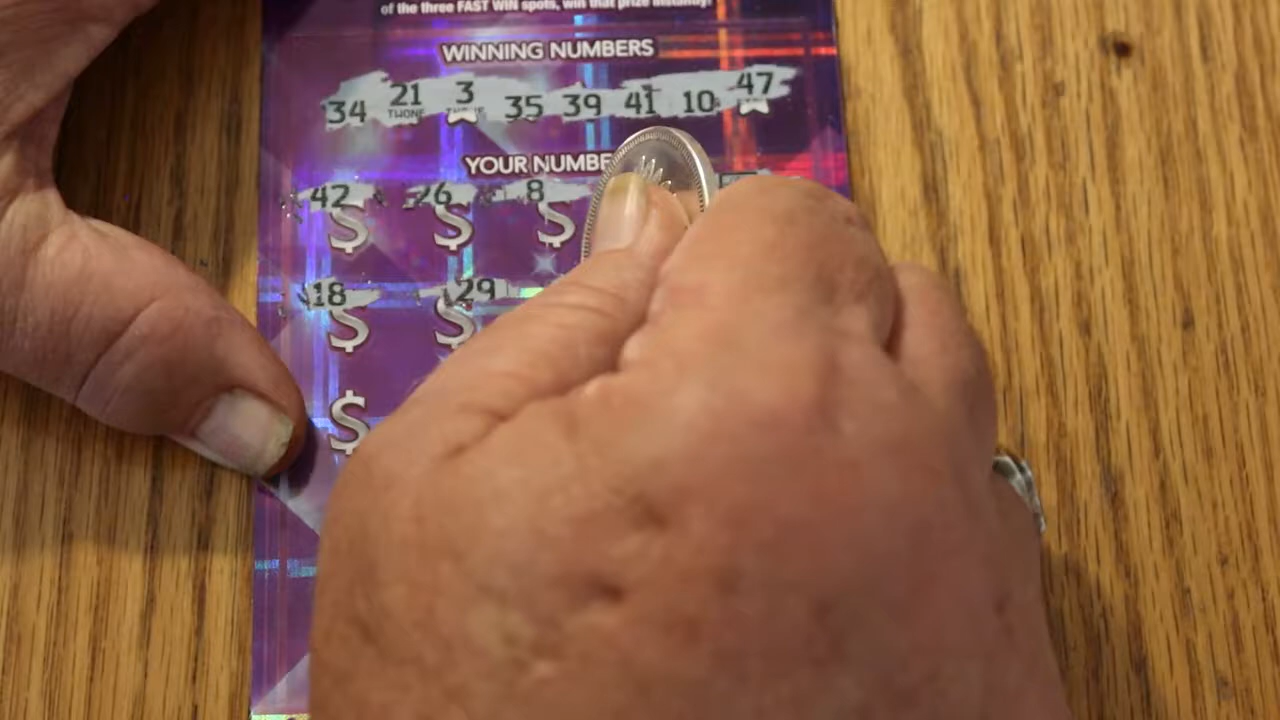 of the three FAST WIN spots, win that prize instantly!
WINNING NUMBERS
34 21 3 35 39 41 10 47
TWONE
YOUR NUMBE
42 26 8
$ $ $
18 29
$ $
$